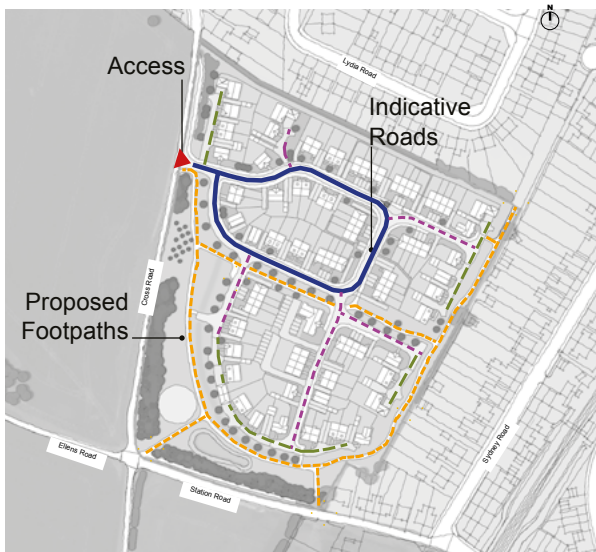 N
Lydia Road
Access
Indicative
Roads
Cross Road
Proposed
Footpaths
Sydney Road
Ellens Road
Station Road